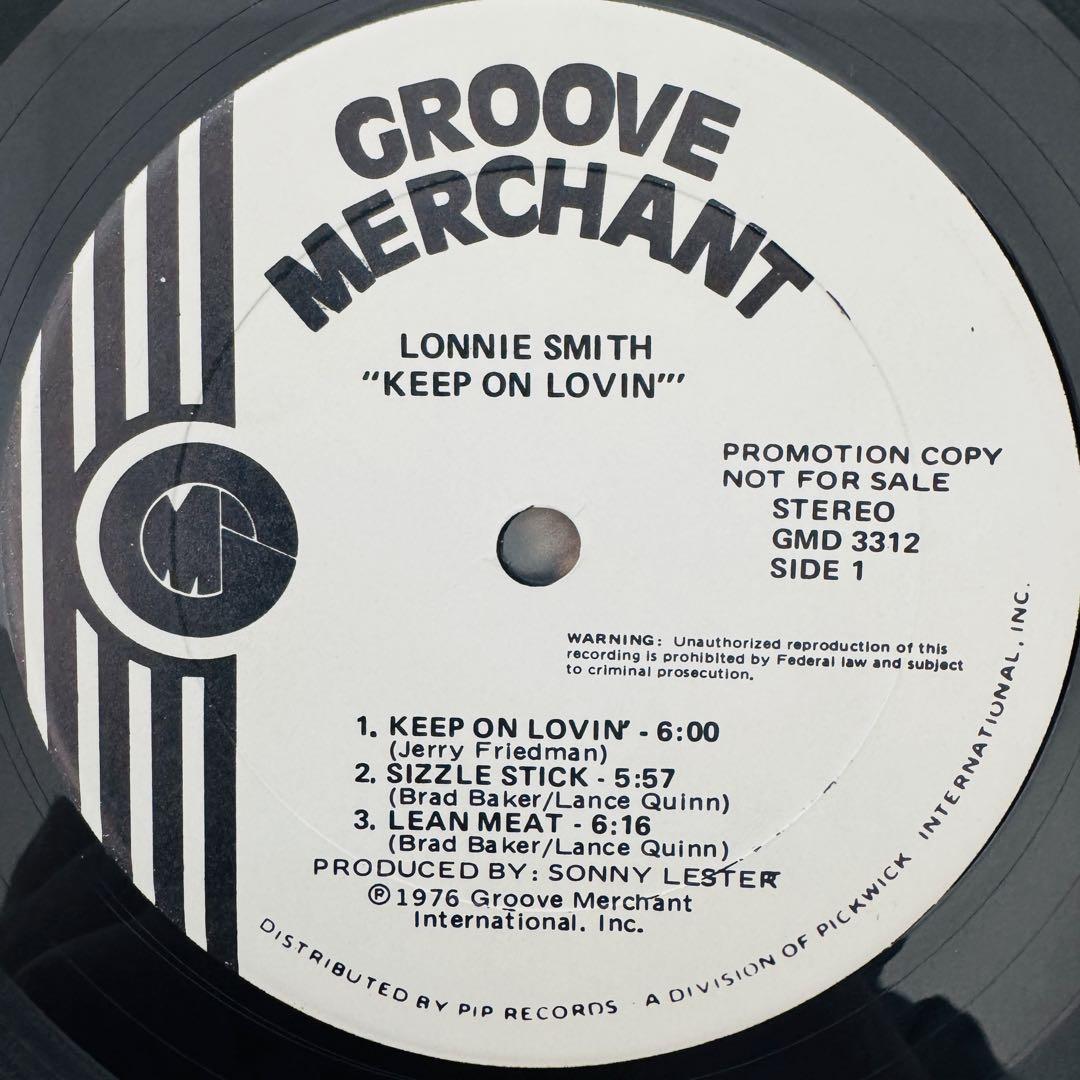 GROOVE
MERCHANT
LONNIE SMITH
"KEEP ON LOVIN'"
PROMOTION COPY
NOT FOR SALE
STEREO
GMD 3312
SIDE 1
WARNING: Unauthorized reproduction of this
recording is prohibited by Federal law and subject
to criminal prosecution.
1. KEEP ON LOVIN' - 6:00
(Jerry Friedman)
2. SIZZLE STICK - 5:57
(Brad Baker/Lance Quinn)
3. LEAN MEAT - 6:16
(Brad Baker/Lance Quinn)
PRODUCED BY: SONNY LESTER
℗ 1976 Groove Merchant
International. Inc.
DISTRIBUTED BY PIP RECORDS A DIVISION OF PICKWICK INTERNATIONAL, INC.